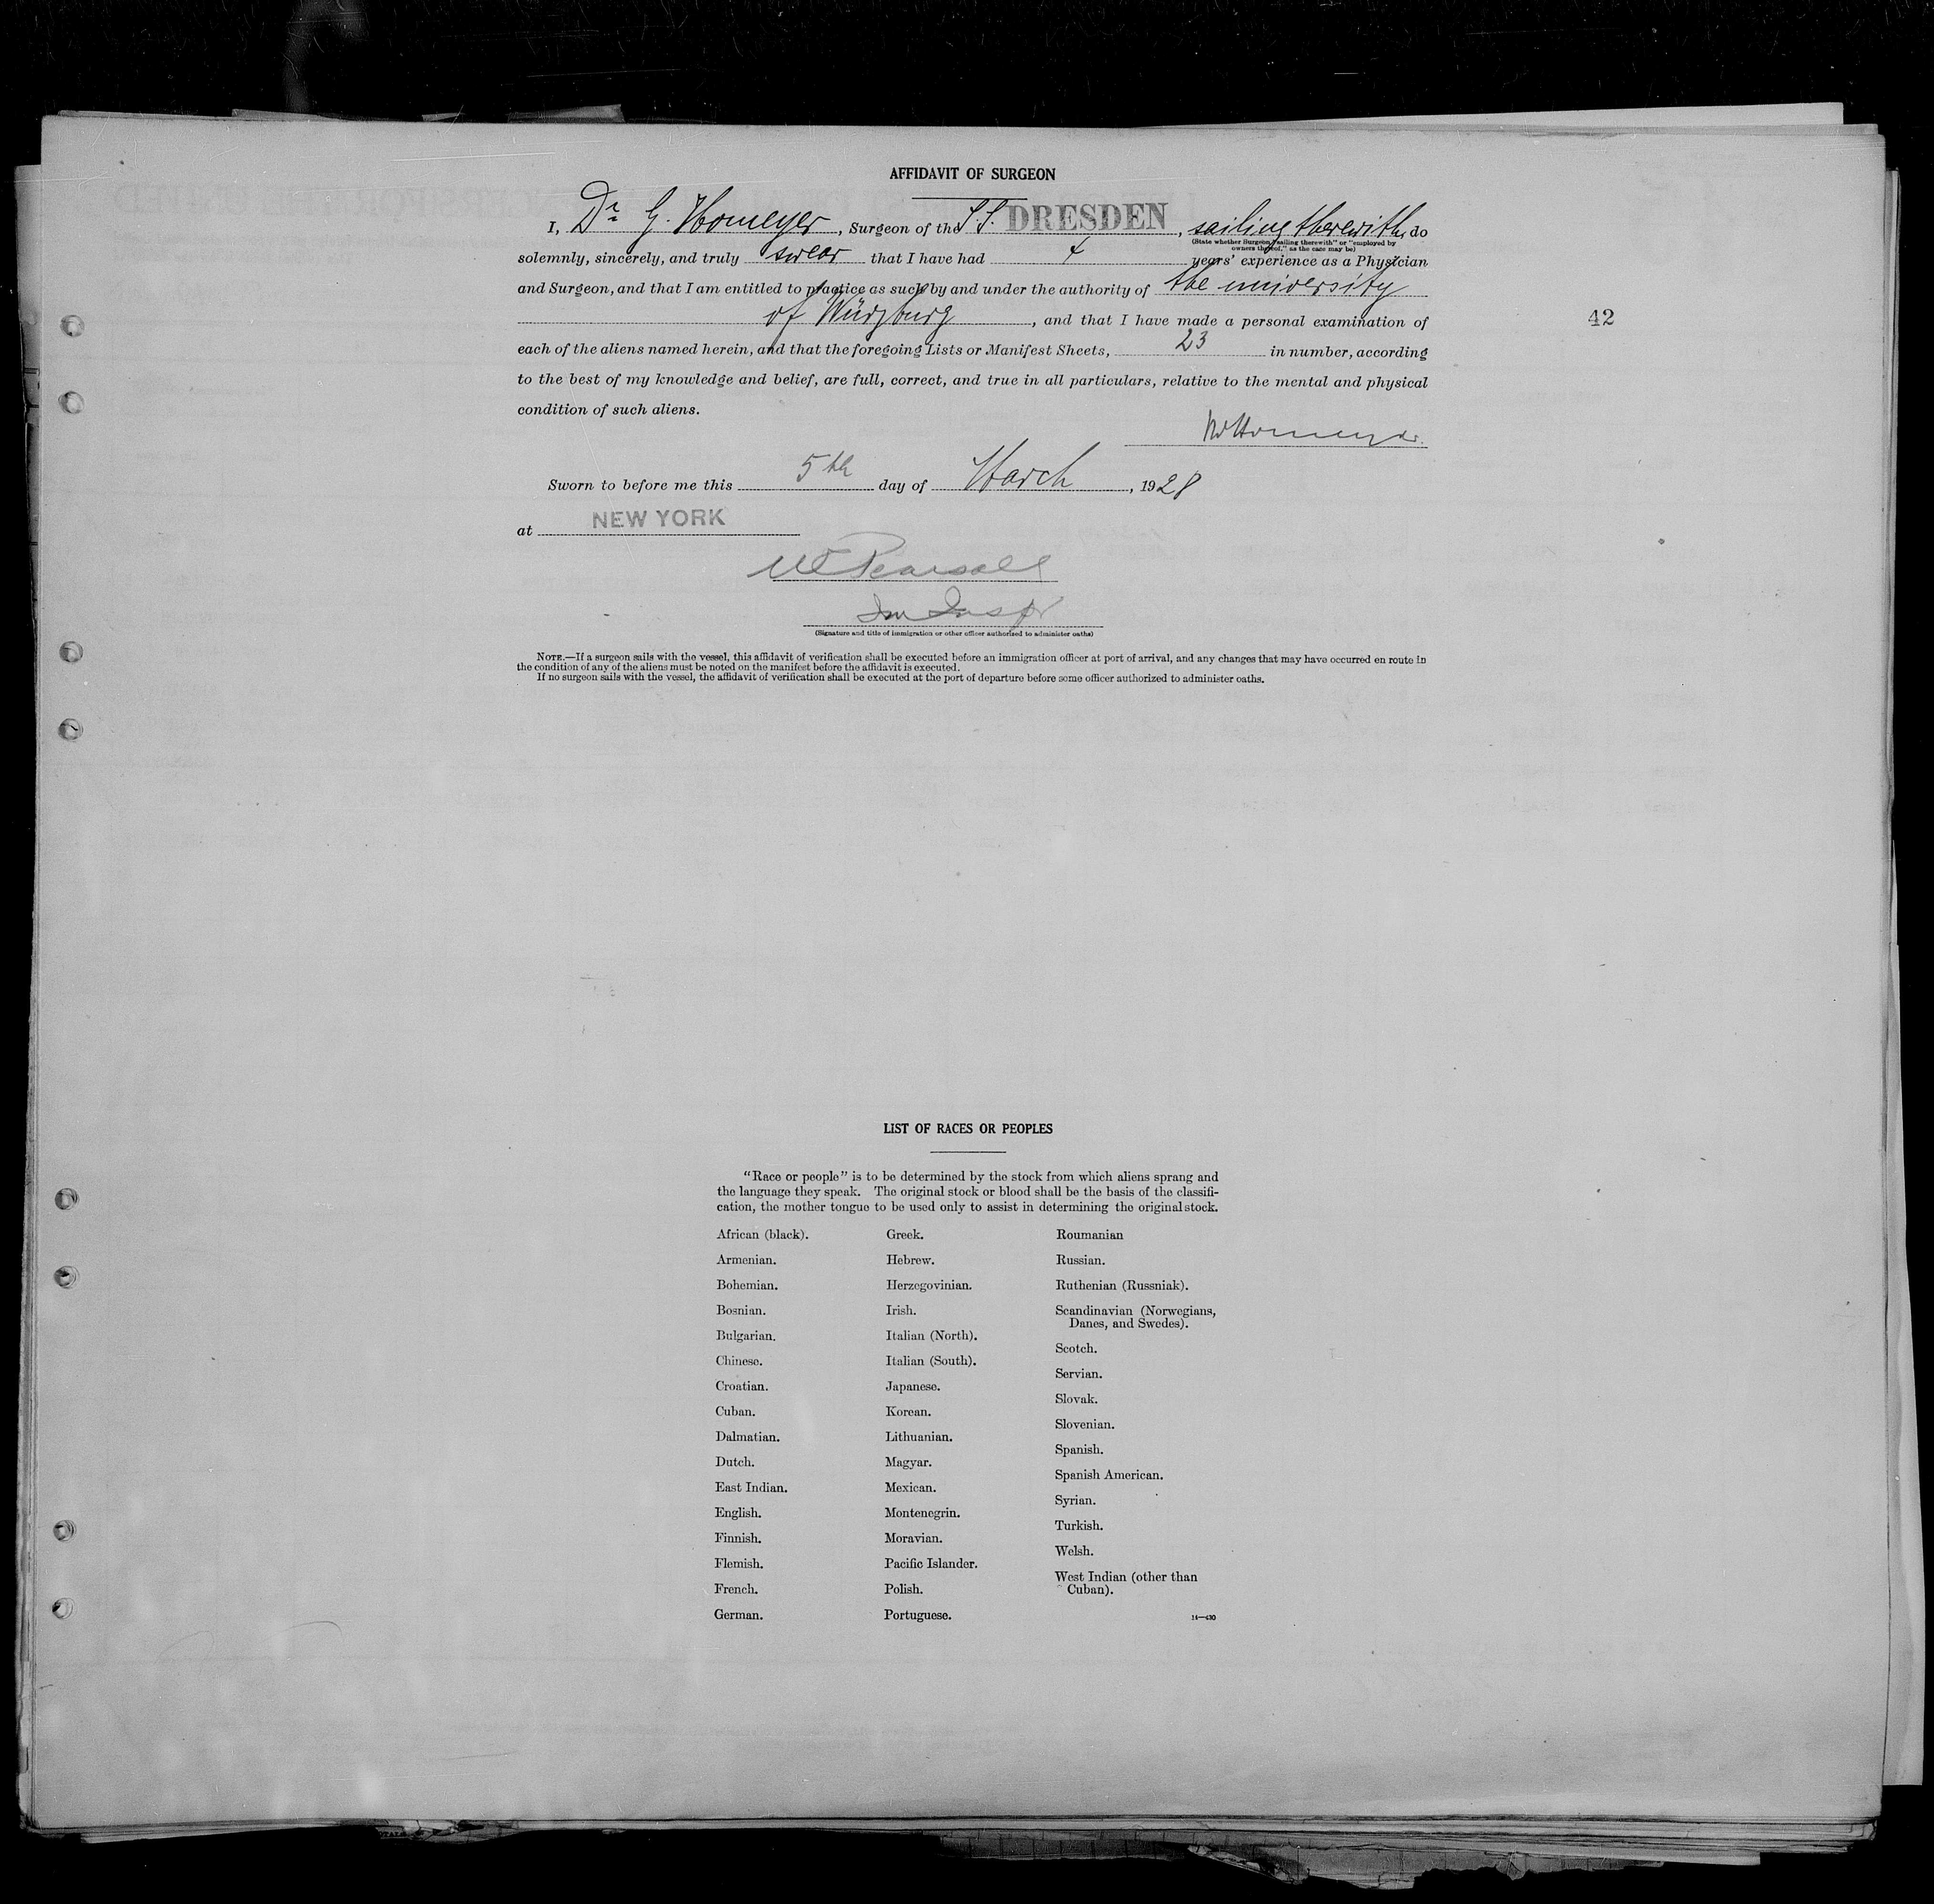 AFFIDAVIT OF SURGEON
I, Dr G. Homeyer, Surgeon of the S.S. DRESDEN, sailing therewith, do
(State whether Surgeon "sailing therewith" or "employed by
owners thereof," as the case may be)
solemnly, sincerely, and truly swear that I have had 4 years' experience as a Physician
and Surgeon, and that I am entitled to practice as such by and under the authority of the university
of Würzburg, and that I have made a personal examination of
42
each of the aliens named herein, and that the foregoing Lists or Manifest Sheets, 23 in number, according
to the best of my knowledge and belief, are full, correct, and true in all particulars, relative to the mental and physical
condition of such aliens.
Sworn to before me this 5th day of March, 1928
at NEW YORK
Pearsall
Im Inspr
(Signature and title of immigration or other officer authorized to administer oaths)
NOTE.—If a surgeon sails with the vessel, this affidavit of verification shall be executed before an immigration officer at port of arrival, and any changes that may have occurred en route in
the condition of any of the aliens must be noted on the manifest before the affidavit is executed.
If no surgeon sails with the vessel, the affidavit of verification shall be executed at the port of departure before some officer authorized to administer oaths.
LIST OF RACES OR PEOPLES
"Race or people" is to be determined by the stock from which aliens sprang and
the language they speak. The original stock or blood shall be the basis of the classifi-
cation, the mother tongue to be used only to assist in determining the original stock.
African (black).
Armenian.
Bohemian.
Bosnian.
Bulgarian.
Chinese.
Croatian.
Cuban.
Dalmatian.
Dutch.
East Indian.
English.
Finnish.
Flemish.
French.
German.
Greek.
Hebrew.
Herzegovinian.
Irish.
Italian (North).
Italian (South).
Japanese.
Korean.
Lithuanian.
Magyar.
Mexican.
Montenegrin.
Moravian.
Pacific Islander.
Polish.
Portuguese.
Roumanian
Russian.
Ruthenian (Russniak).
Scandinavian (Norwegians,
Danes, and Swedes).
Scotch.
Servian.
Slovak.
Slovenian.
Spanish.
Spanish American.
Syrian.
Turkish.
Welsh.
West Indian (other than
Cuban).
14—430